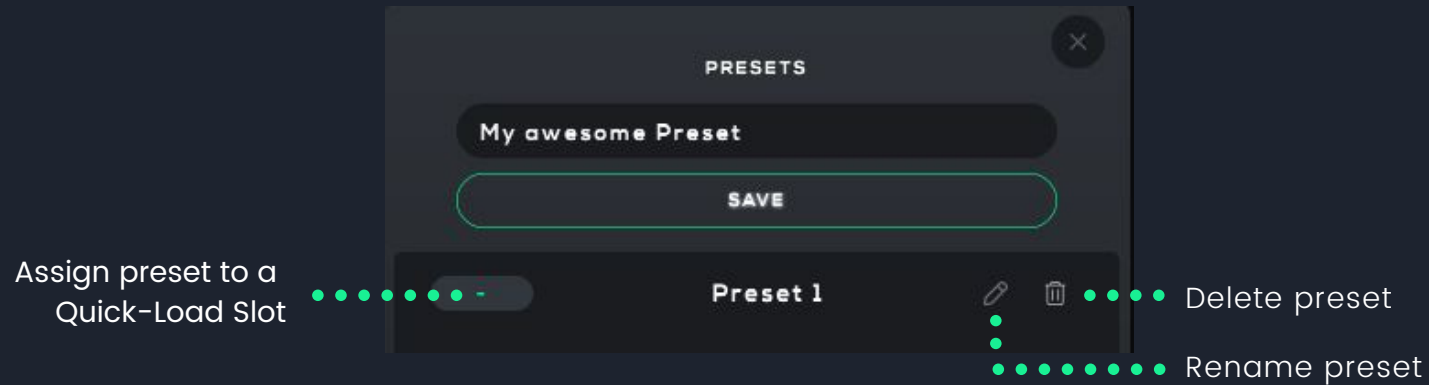 PRESETS
My awesome Preset
SAVE
Assign preset to a
Quick-Load Slot
-
Preset 1
Delete preset
Rename preset